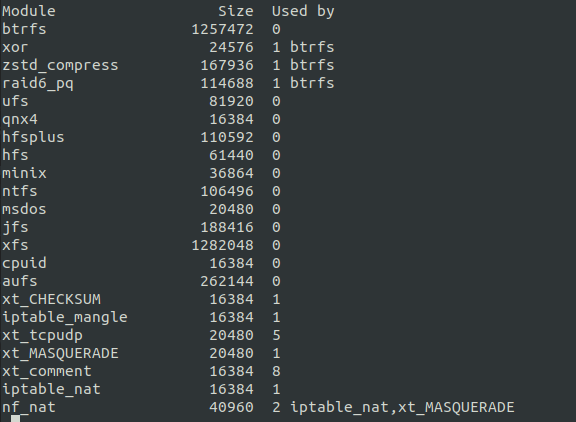 Module                  Size  Used by
btrfs                1257472  0
xor                    24576  1 btrfs
zstd_compress         167936  1 btrfs
raid6_pq              114688  1 btrfs
ufs                    81920  0
qnx4                   16384  0
hfsplus               110592  0
hfs                    61440  0
minix                  36864  0
ntfs                  106496  0
msdos                  20480  0
jfs                   188416  0
xfs                  1282048  0
cpuid                  16384  0
aufs                  262144  0
xt_CHECKSUM            16384  1
iptable_mangle         16384  1
xt_tcpudp              20480  5
xt_MASQUERADE          20480  1
xt_comment             16384  8
iptable_nat            16384  1
nf_nat                 40960  2 iptable_nat,xt_MASQUERADE